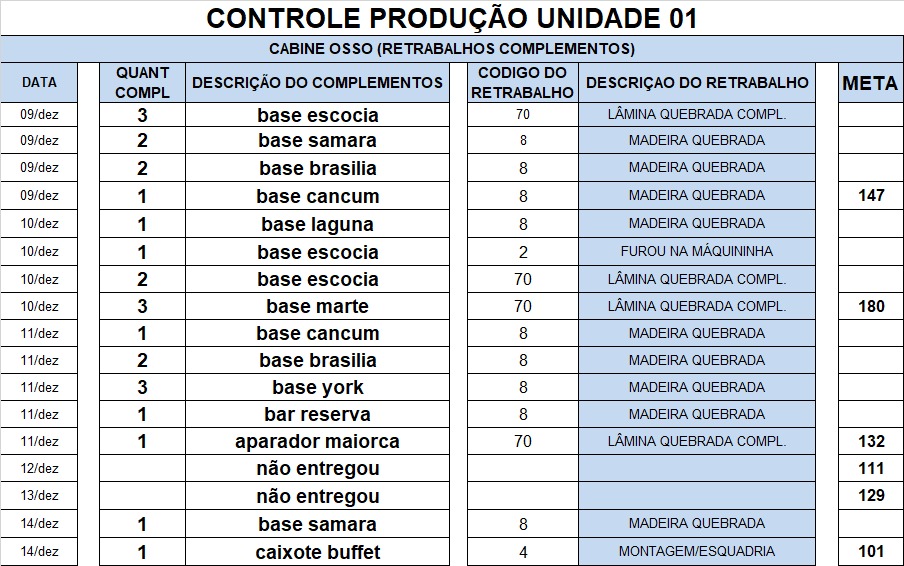 CONTROLE PRODUÇÃO UNIDADE 01
CABINE OSSO (RETRABALHOS COMPLEMENTOS)
DATA QUANT COMPL DESCRIÇÃO DO COMPLEMENTOS CODIGO DO RETRABALHO DESCRIÇAO DO RETRABALHO META
09/dez 3 base escocia 70 LÂMINA QUEBRADA COMPL.
09/dez 2 base samara 8 MADEIRA QUEBRADA
09/dez 2 base brasilia 8 MADEIRA QUEBRADA
09/dez 1 base cancum 8 MADEIRA QUEBRADA 147
10/dez 1 base laguna 8 MADEIRA QUEBRADA
10/dez 1 base escocia 2 FUROU NA MÁQUININHA
10/dez 2 base escocia 70 LÂMINA QUEBRADA COMPL.
10/dez 3 base marte 70 LÂMINA QUEBRADA COMPL. 180
11/dez 1 base cancum 8 MADEIRA QUEBRADA
11/dez 2 base brasilia 8 MADEIRA QUEBRADA
11/dez 3 base york 8 MADEIRA QUEBRADA
11/dez 1 bar reserva 8 MADEIRA QUEBRADA
11/dez 1 aparador maiorca 70 LÂMINA QUEBRADA COMPL. 132
12/dez não entregou 111
13/dez não entregou 129
14/dez 1 base samara 8 MADEIRA QUEBRADA
14/dez 1 caixote buffet 4 MONTAGEM/ESQUADRIA 101